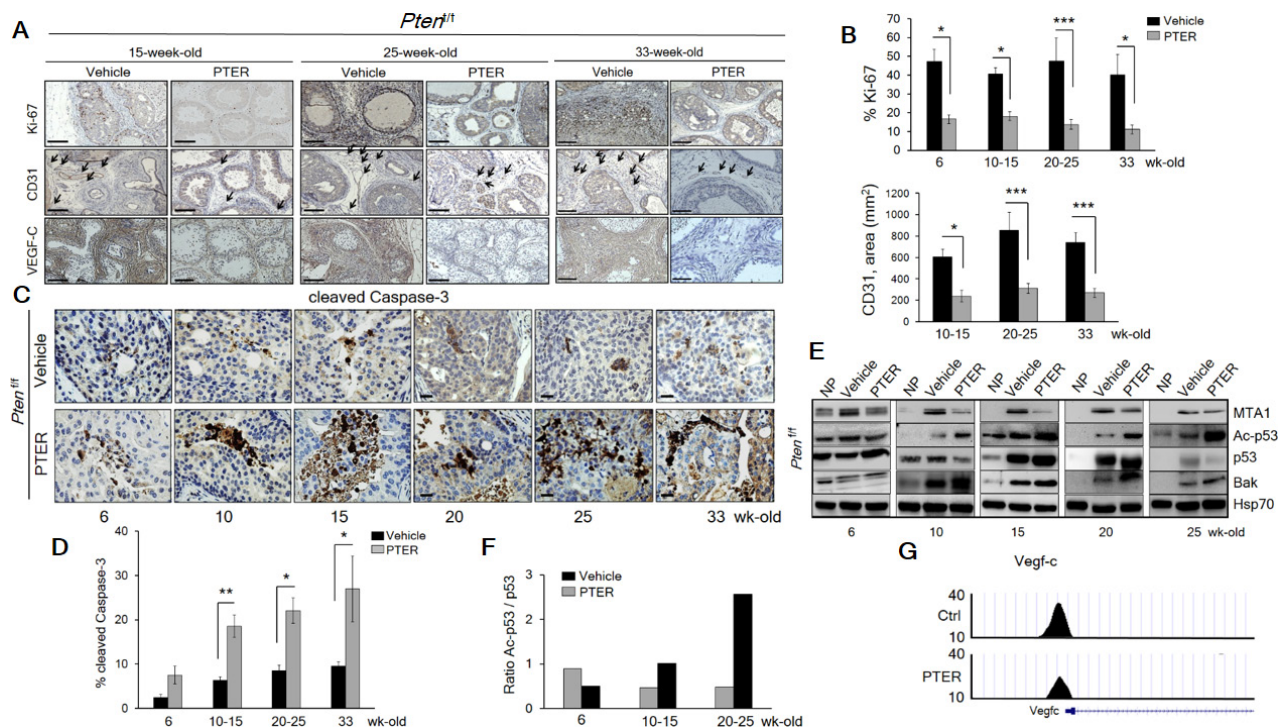 A
Pten f/f
15-week-old 25-week-old 33-week-old
Vehicle PTER Vehicle PTER Vehicle PTER
Ki-67
CD31
VEGF-C
B
Vehicle
PTER
% Ki-67
70
60
50
40
30
20
10
0
* * *** *
6 10-15 20-25 33 wk-old
CD31, area (mm²)
1200
1000
800
600
400
200
0
* *** ***
10-15 20-25 33 wk-old
C
cleaved Caspase-3
Pten f/f
Vehicle
PTER
6 10 15 20 25 33 wk-old
D
Vehicle
PTER
% cleaved Caspase-3
40
30
20
10
0
** * *
6 10-15 20-25 33 wk-old
E
NP Vehicle PTER NP Vehicle PTER NP Vehicle PTER NP Vehicle PTER NP Vehicle PTER
Pten f/f
MTA1
Ac-p53
p53
Bak
Hsp70
6 10 15 20 25 wk-old
F
Vehicle
PTER
Ratio Ac-p53 / p53
3
2
1
0
6 10-15 20-25 wk-old
G
Vegf-c
40
Ctrl
10
40
PTER
10
Vegfc